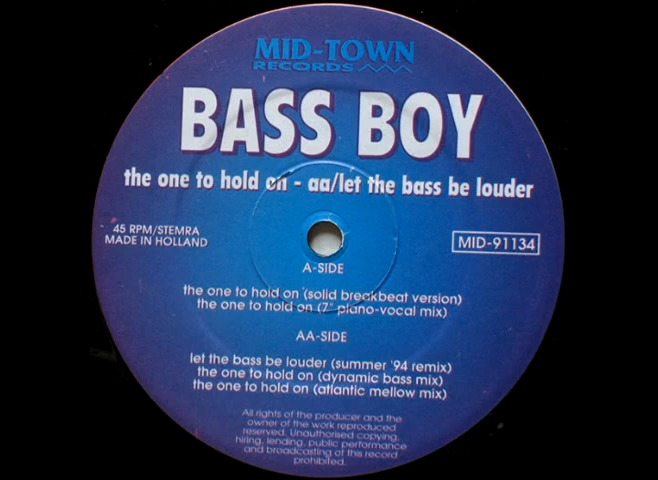 MID-TOWN
RECORDS
BASS BOY
the one to hold on - aa/let the bass be louder
45 RPM/STEMRA
MADE IN HOLLAND
MID-91134
A-SIDE
the one to hold on (solid breakbeat version)
the one to hold on (7" piano-vocal mix)
AA-SIDE
let the bass be louder (summer '94 remix)
the one to hold on (dynamic bass mix)
the one to hold on (atlantic mellow mix)
All rights of the producer and the
owner of the work reproduced
reserved. Unauthorised copying,
hiring, lending, public performance
and broadcasting of this record
prohibited.